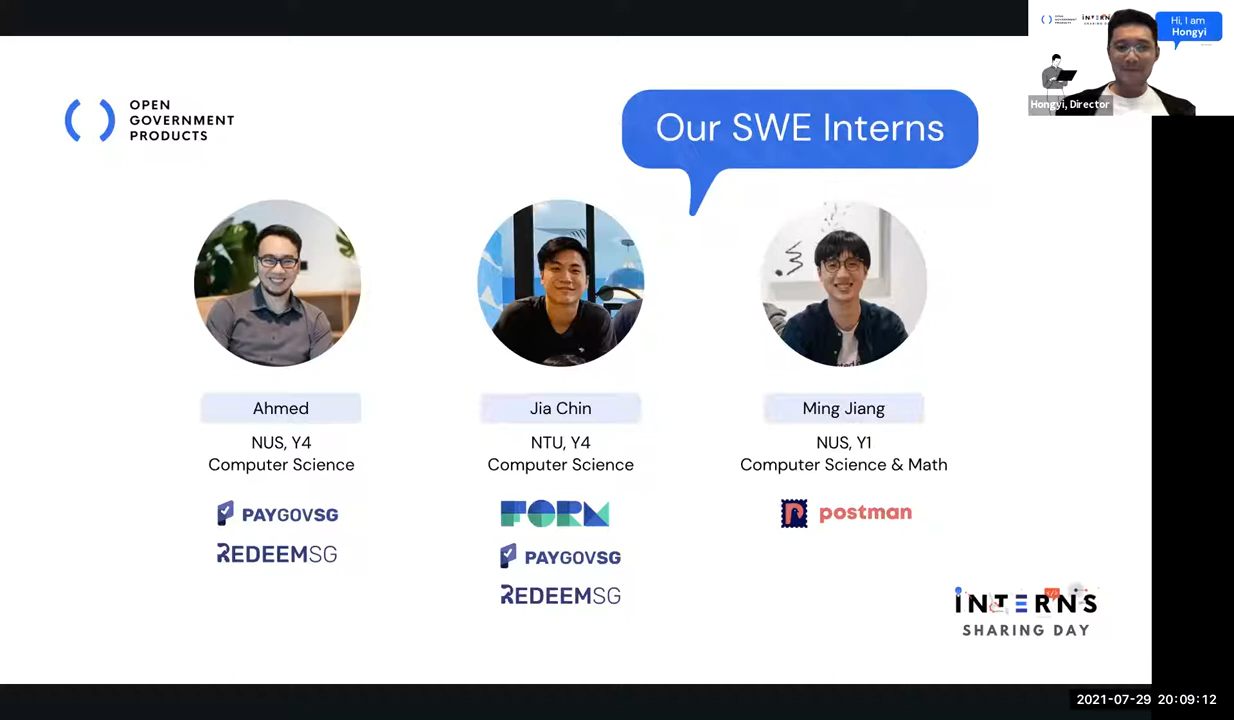 OPEN
GOVERNMENT
PRODUCTS
Our SWE Interns
Hi, I am
Hongyi
Hongyi, Director
Ahmed
NUS, Y4
Computer Science
PAYGOVSG
REDEEMSG
Jia Chin
NTU, Y4
Computer Science
FORM
PAYGOVSG
REDEEMSG
Ming Jiang
NUS, Y1
Computer Science & Math
postman
INTERNS
SHARING DAY
2021-07-29 20:09:12